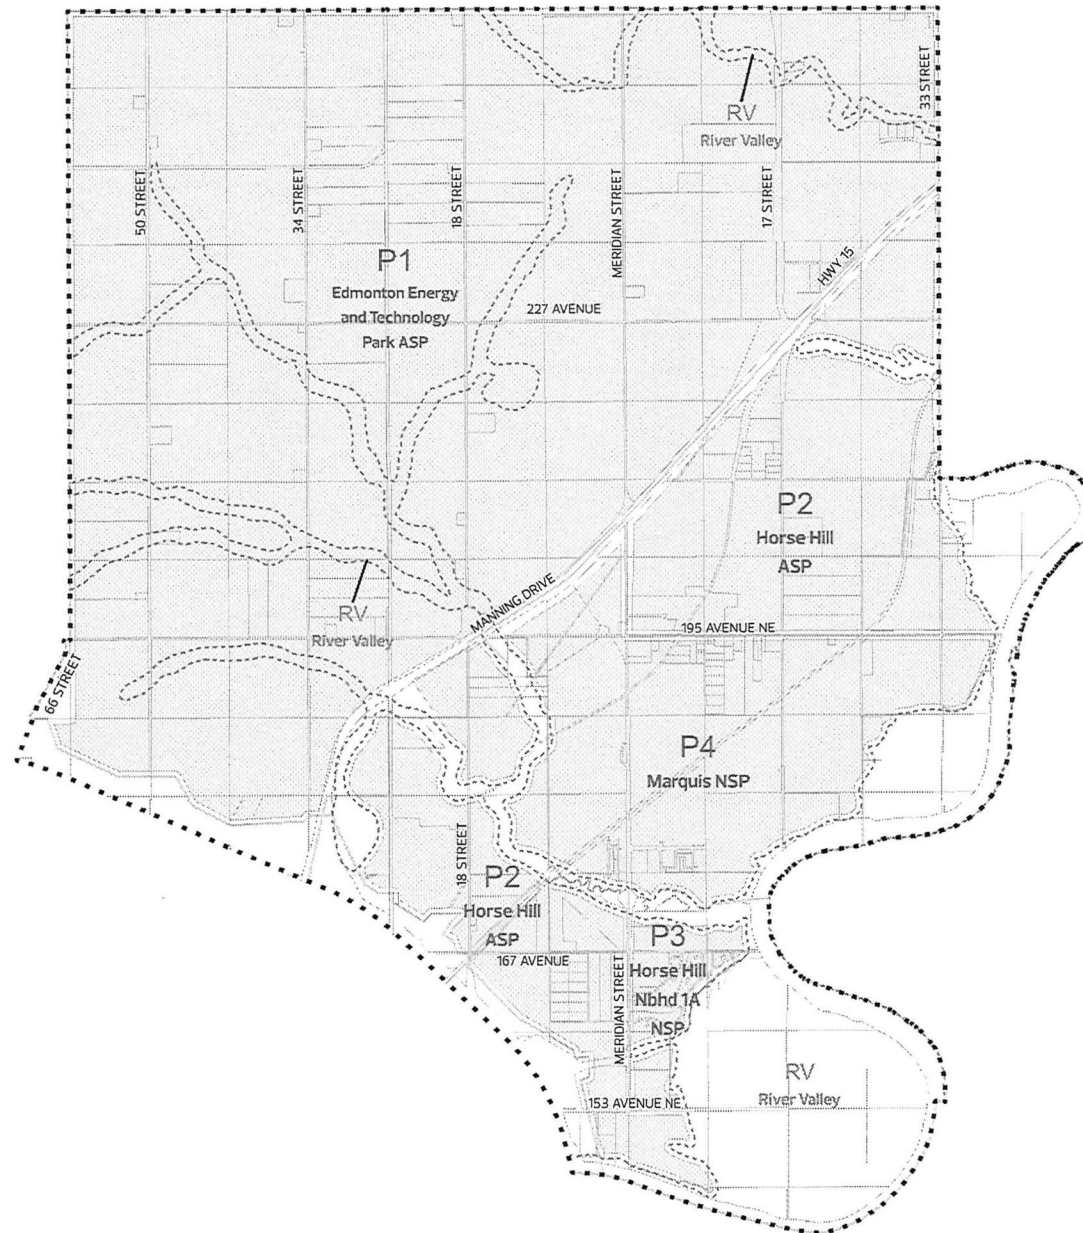 33 STREET
RV
River Valley
50 STREET
34 STREET
18 STREET
MERIDIAN STREET
17 STREET
P1
Edmonton Energy
and Technology
Park ASP
HWY 15
227 AVENUE
P2
Horse Hill
ASP
MANNING DRIVE
RV
River Valley
195 AVENUE NE
66 STREET
P4
Marquis NSP
18 STREET
P2
Horse Hill
ASP
167 AVENUE
P3
Horse Hill
Nbhd 1A
NSP
MERIDIAN STREET
RV
River Valley
153 AVENUE NE